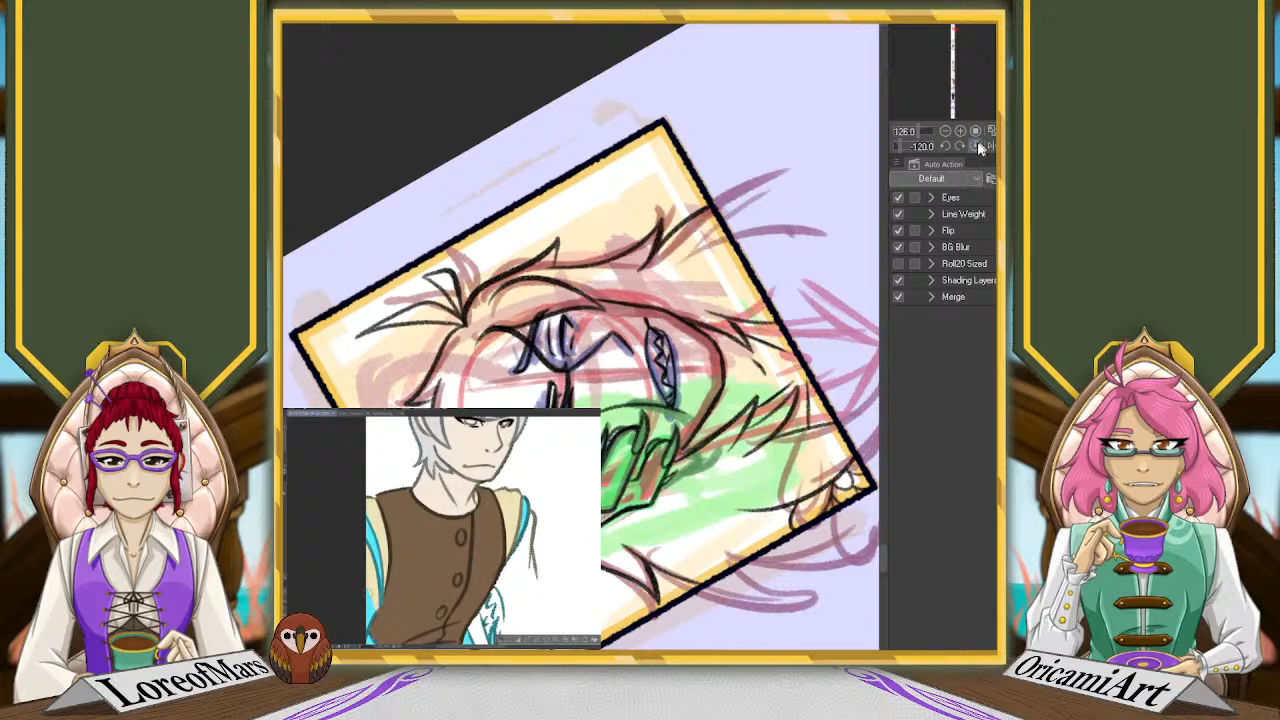 126.0
-120.0
Auto Action
Default
Eyes
Line Weight
Flip
BG Blur
Roll20 Sized
Shading Layers
Merge
LoreofMars
OricamiArt